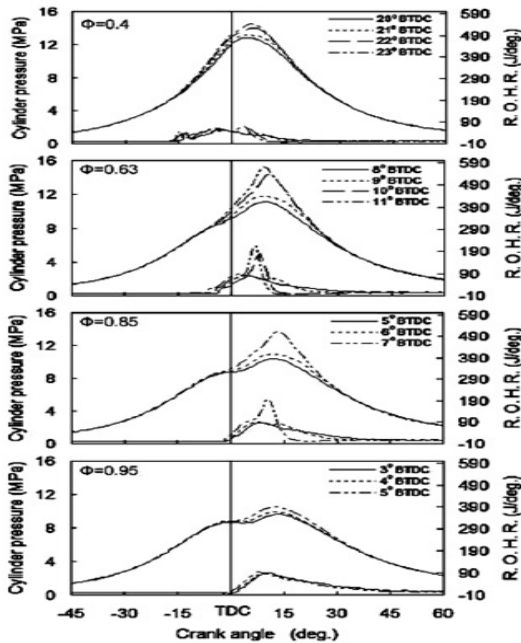 Φ=0.4
Cylinder pressure (MPa)
16
12
8
4
0
20°BTDC
21°BTDC
22°BTDC
23°BTDC
590
490
390
290
190
90
-10
R. O. H. R. (J/deg.)
Φ=0.63
Cylinder pressure (MPa)
16
12
8
4
0
8°BTDC
9°BTDC
10°BTDC
11°BTDC
590
490
390
290
190
90
-10
R. O. H. R. (J/deg.)
Φ=0.85
Cylinder pressure (MPa)
16
12
8
4
0
5°BTDC
6°BTDC
7°BTDC
590
490
390
290
190
90
-10
R. O. H. R. (J/deg.)
Φ=0.95
Cylinder pressure (MPa)
16
12
8
4
0
3°BTDC
4°BTDC
5°BTDC
590
490
390
290
190
90
-10
R. O. H. R. (J/deg.)
-45 -30 -15 TDC 15 30 45 60
Crank angle (deg.)